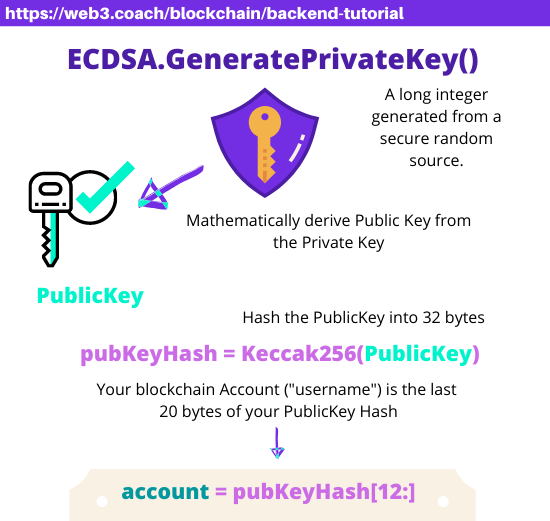 https://web3.coach/blockchain/backend-tutorial
ECDSA.GeneratePrivateKey()
A long integer
generated from a
secure random
source.
Mathematically derive Public Key from
the Private Key
PublicKey
Hash the PublicKey into 32 bytes
pubKeyHash = Keccak256(PublicKey)
Your blockchain Account ("username") is the last
20 bytes of your PublicKey Hash
account = pubKeyHash[12:]